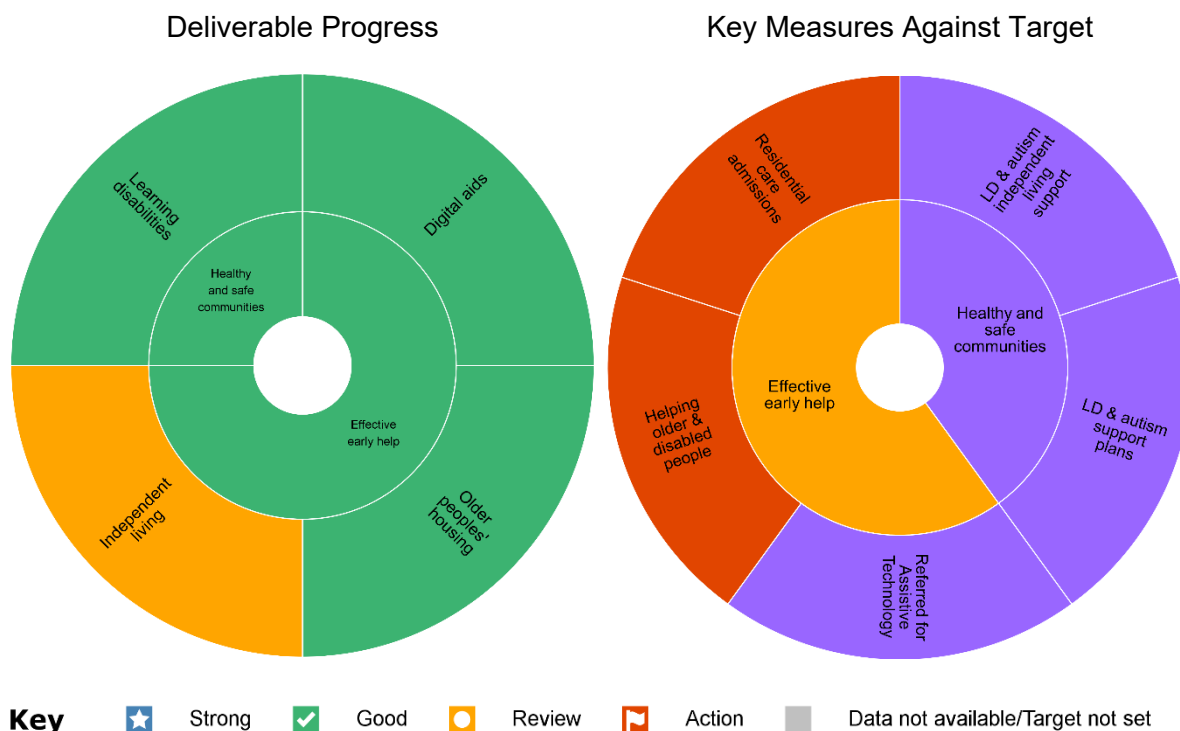 Deliverable Progress
Key Measures Against Target
Learning
disabilities
Digital aids
Healthy
and safe
communities
Effective
early help
Independent
living
Older
peoples'
housing
Residential
care
admissions
LD & autism
independent
living
support
Healthy and
safe
communities
Effective
early help
Helping
older &
disabled
people
LD & autism
support
plans
Referred for
Assistive
Technology
Key Strong Good Review Action Data not available/Target not set